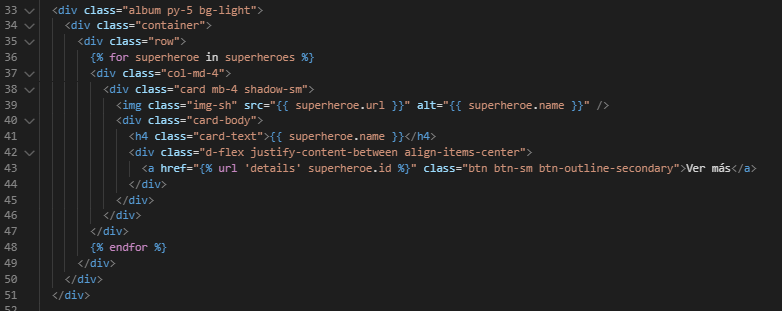 33 <div class="album py-5 bg-light">
34 <div class="container">
35 <div class="row">
36 {% for superheroe in superheroes %}
37 <div class="col-md-4">
38 <div class="card mb-4 shadow-sm">
39 <img class="img-sh" src="{{ superheroe.url }}" alt="{{ superheroe.name }}" />
40 <div class="card-body">
41 <h4 class="card-text">{{ superheroe.name }}</h4>
42 <div class="d-flex justify-content-between align-items-center">
43 <a href="{% url 'details' superheroe.id %}" class="btn btn-sm btn-outline-secondary">Ver más</a>
44 </div>
45 </div>
46 </div>
47 </div>
48 {% endfor %}
49 </div>
50 </div>
51 </div>
52